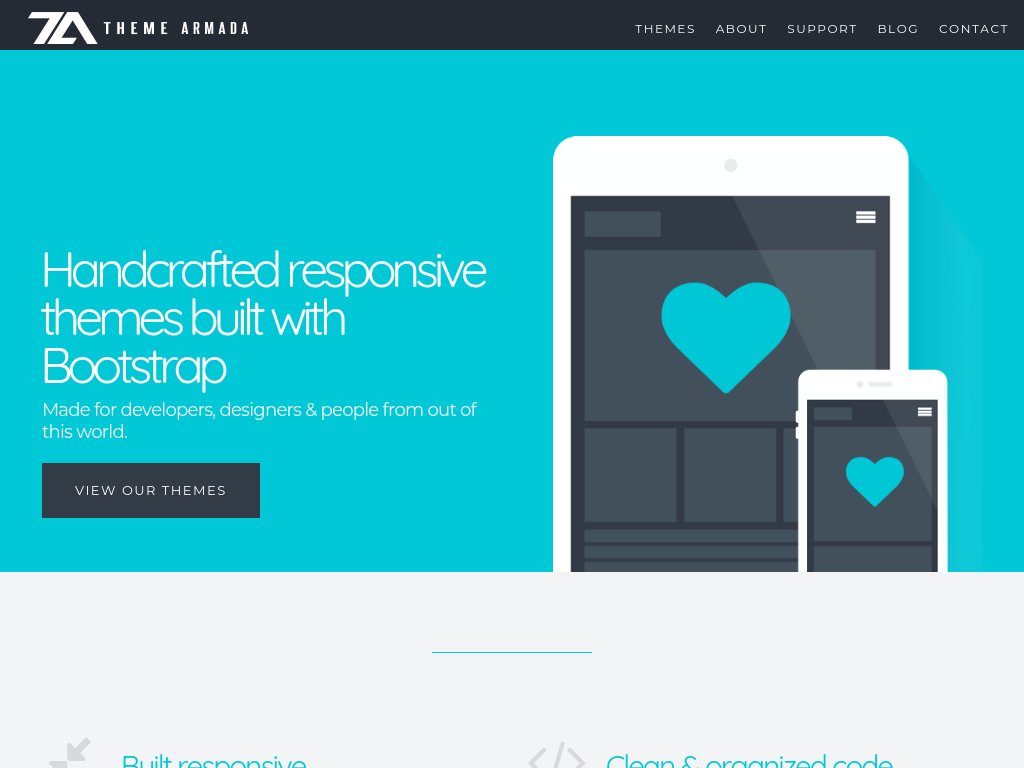 THEME ARMADA
THEMES ABOUT SUPPORT BLOG CONTACT
Handcrafted responsive
themes built with
Bootstrap
Made for developers, designers & people from out of
this world.
VIEW OUR THEMES
Built responsive
Clean & organized code